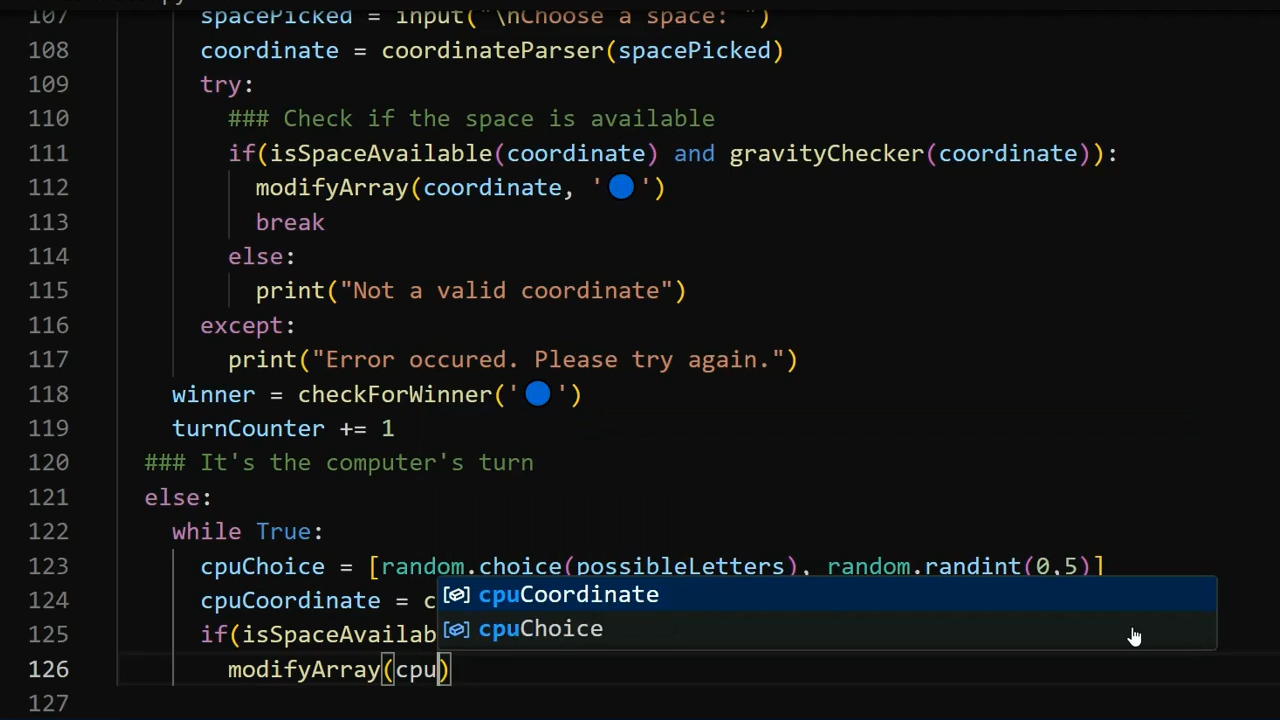 107 spacePicked = input("\nChoose a space: ")
108 coordinate = coordinateParser(spacePicked)
109 try:
110 ### Check if the space is available
111 if(isSpaceAvailable(coordinate) and gravityChecker(coordinate)):
112 modifyArray(coordinate, '🔵')
113 break
114 else:
115 print("Not a valid coordinate")
116 except:
117 print("Error occured. Please try again.")
118 winner = checkForWinner('🔵')
119 turnCounter += 1
120 ### It's the computer's turn
121 else:
122 while True:
123 cpuChoice = [random.choice(possibleLetters), random.randint(0,5)]
124 cpuCoordinate = c
cpuCoordinate
125 if(isSpaceAvailab
cpuChoice
126 modifyArray(cpu)
127